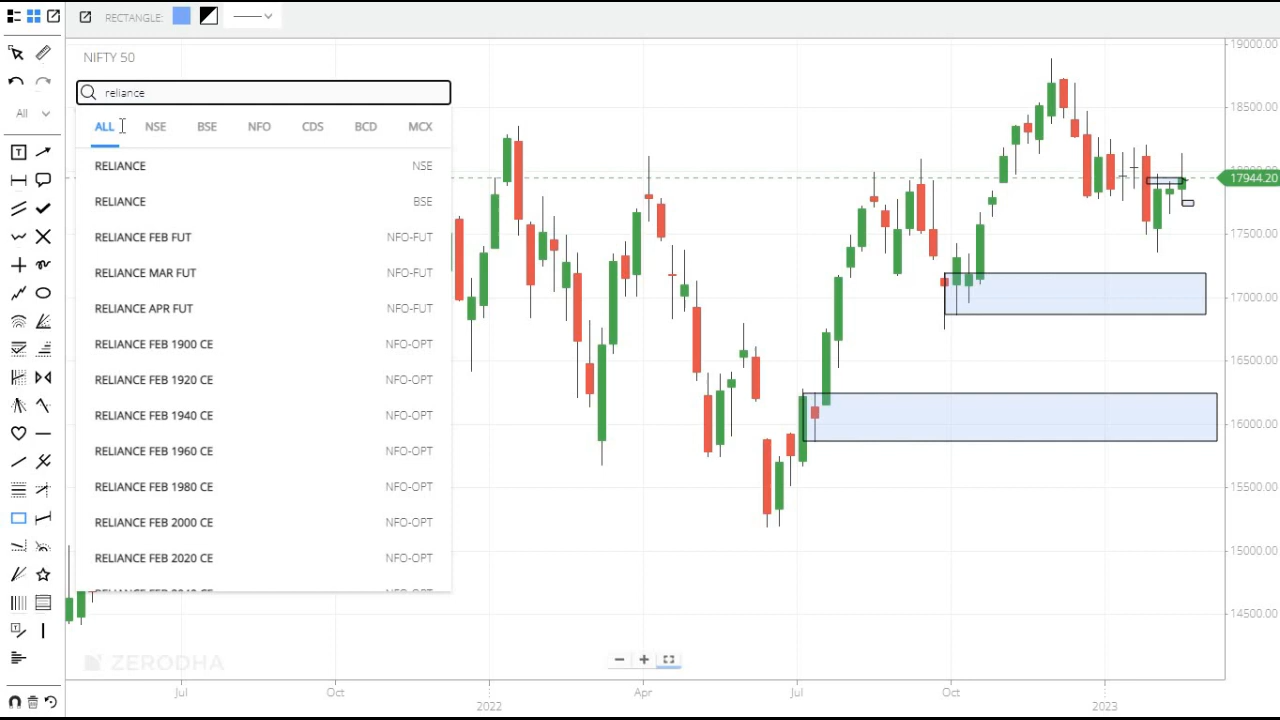 RECTANGLE:
NIFTY 50
reliance
All
ALL NSE BSE NFO CDS BCD MCX
RELIANCE NSE
RELIANCE BSE
RELIANCE FEB FUT NFO-FUT
RELIANCE MAR FUT NFO-FUT
RELIANCE APR FUT NFO-FUT
RELIANCE FEB 1900 CE NFO-OPT
RELIANCE FEB 1920 CE NFO-OPT
RELIANCE FEB 1940 CE NFO-OPT
RELIANCE FEB 1960 CE NFO-OPT
RELIANCE FEB 1980 CE NFO-OPT
RELIANCE FEB 2000 CE NFO-OPT
RELIANCE FEB 2020 CE NFO-OPT
19000.00
18500.00
17944.20
17500.00
17000.00
16500.00
16000.00
15500.00
15000.00
14500.00
ZERODHA
Jul Oct 2022 Apr Jul Oct 2023